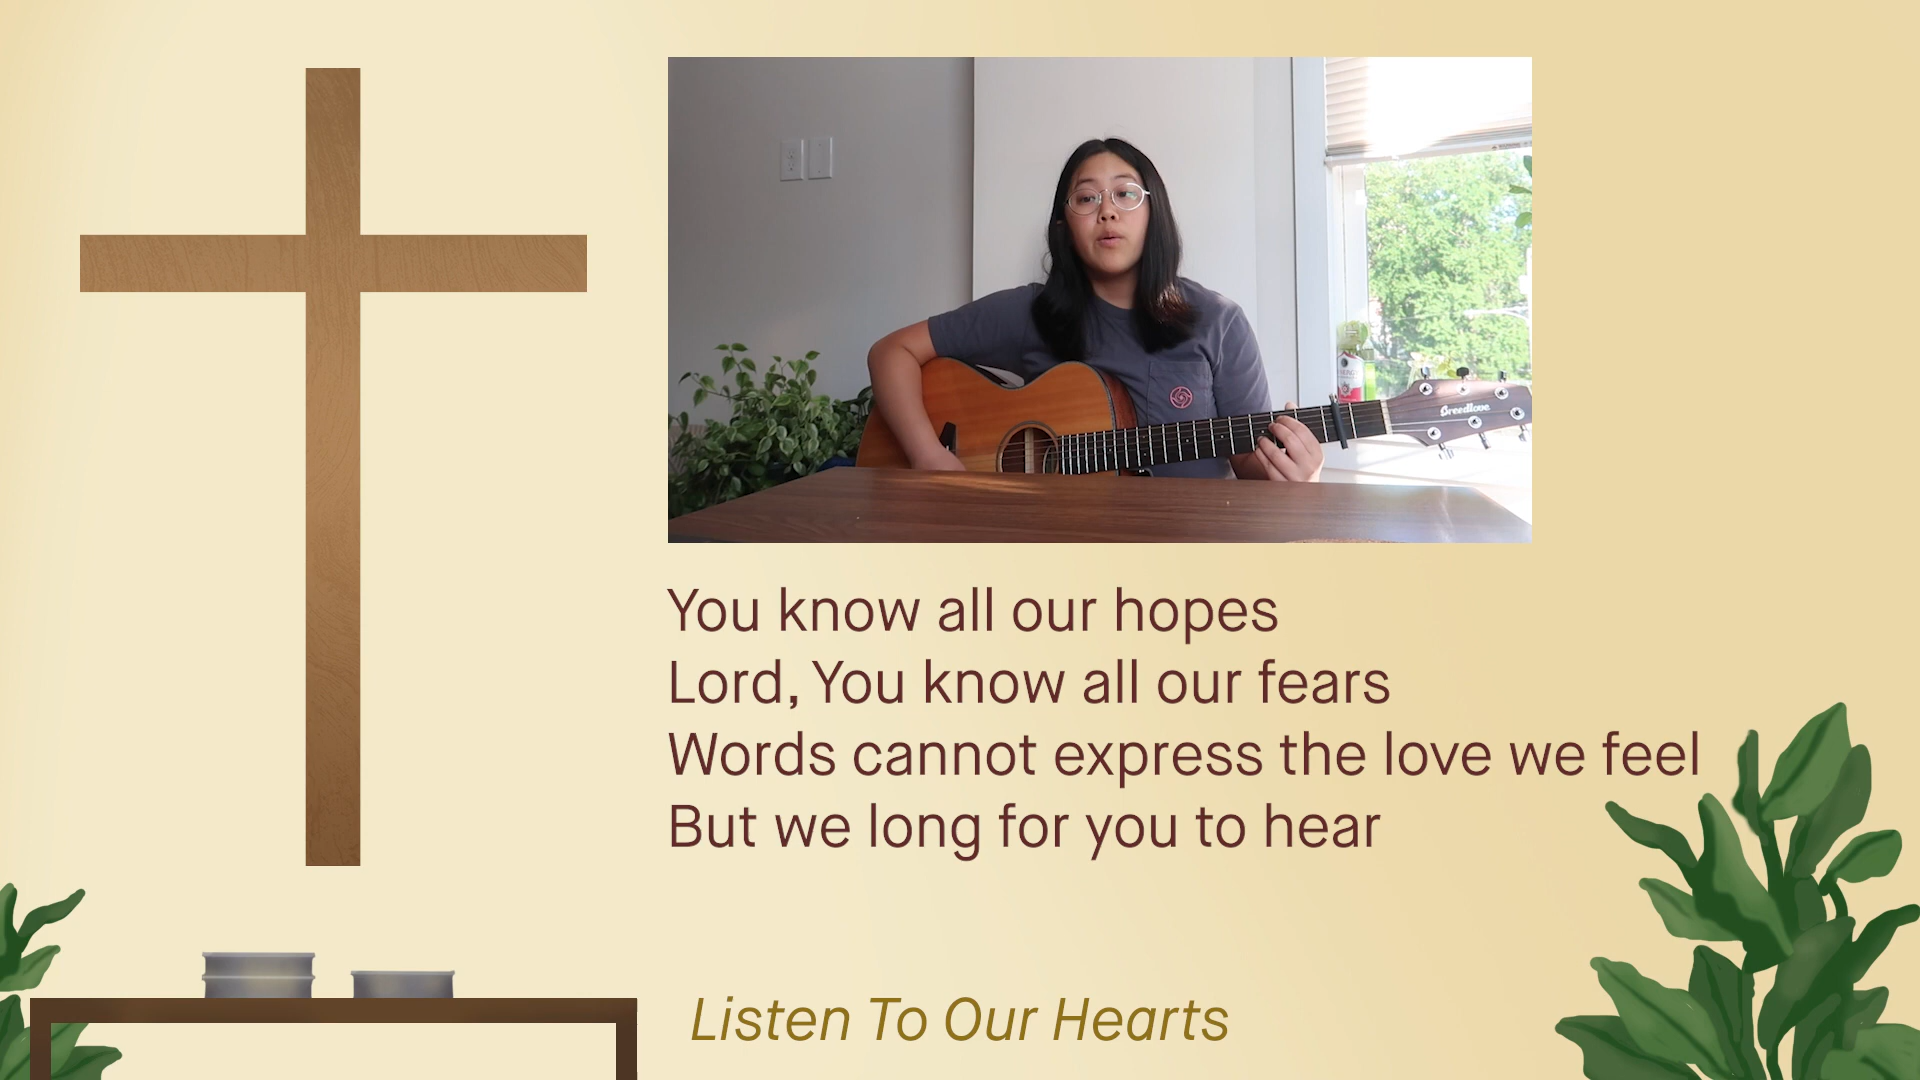 Breedlove
You know all our hopes
Lord, You know all our fears
Words cannot express the love we feel
But we long for you to hear
Listen To Our Hearts